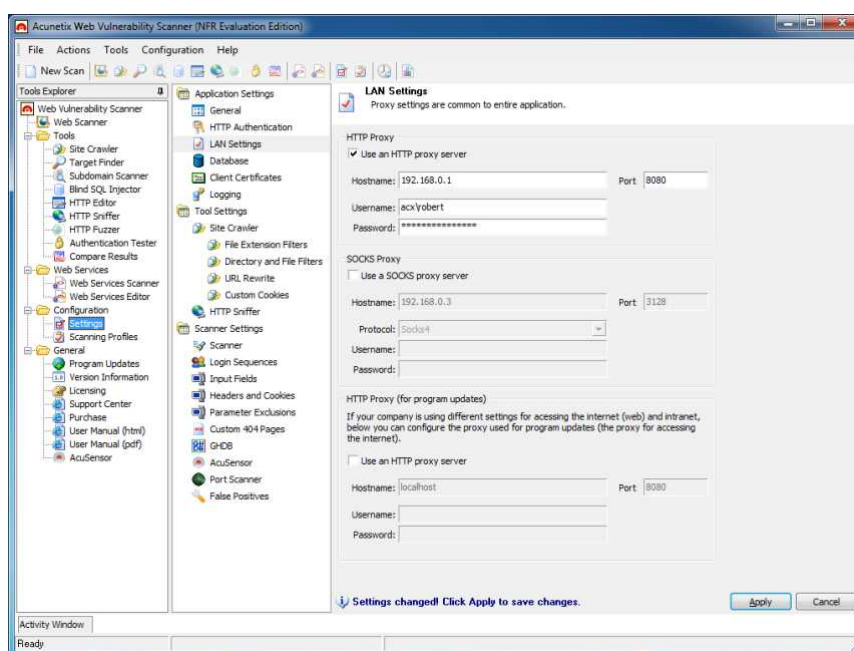 Acunetix Web Vulnerability Scanner (NFR Evaluation Edition)
File Actions Tools Configuration Help
New Scan
Tools Explorer
Web Vulnerability Scanner
Web Scanner
Tools
Site Crawler
Target Finder
Subdomain Scanner
Blind SQL Injector
HTTP Editor
HTTP Sniffer
HTTP Fuzzer
Authentication Tester
Compare Results
Web Services
Web Services Scanner
Web Services Editor
Configuration
Settings
Scanning Profiles
General
Program Updates
Version Information
Licensing
Support Center
Purchase
User Manual (html)
User Manual (pdf)
AcuSensor
Application Settings
General
HTTP Authentication
LAN Settings
Database
Client Certificates
Logging
Tool Settings
Site Crawler
File Extension Filters
Directory and File Filters
URL Rewrite
Custom Cookies
HTTP Sniffer
Scanner Settings
Scanner
Login Sequences
Input Fields
Headers and Cookies
Parameter Exclusions
Custom 404 Pages
GHDB
AcuSensor
Port Scanner
False Positives
LAN Settings
Proxy settings are common to entire application.
HTTP Proxy
Use an HTTP proxy server
Hostname: 192.168.0.1 Port 8080
Username: acx\robert
Password: ***************
SOCKS Proxy
Use a SOCKS proxy server
Hostname: 192.168.0.3 Port 3128
Protocol: Socks4
Username:
Password:
HTTP Proxy (for program updates)
If your company is using different settings for acessing the internet (web) and intranet,
below you can configure the proxy used for program updates (the proxy for accessing
the internet).
Use an HTTP proxy server
Hostname: localhost Port 8080
Username:
Password:
Settings changed! Click Apply to save changes.
Apply Cancel
Activity Window
Ready